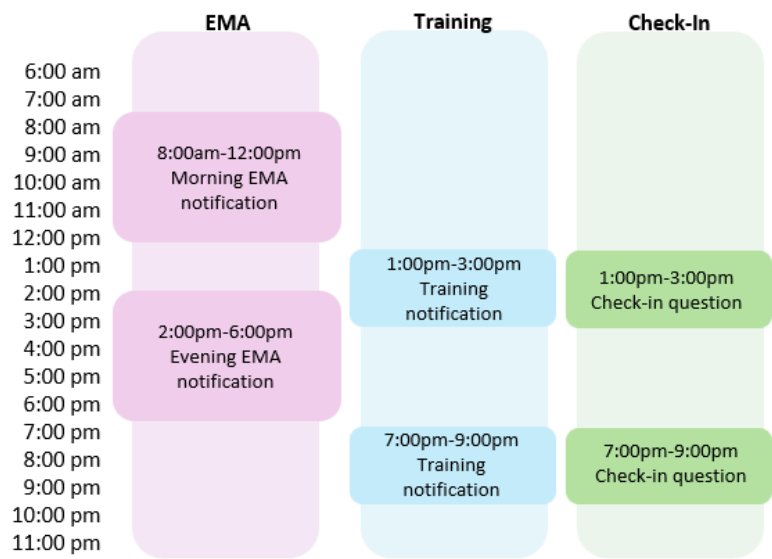 EMA
Training
Check-In
6:00 am
7:00 am
8:00 am
9:00 am
10:00 am
11:00 am
12:00 pm
1:00 pm
2:00 pm
3:00 pm
4:00 pm
5:00 pm
6:00 pm
7:00 pm
8:00 pm
9:00 pm
10:00 pm
11:00 pm
8:00am-12:00pm
Morning EMA
notification
2:00pm-6:00pm
Evening EMA
notification
1:00pm-3:00pm
Training
notification
7:00pm-9:00pm
Training
notification
1:00pm-3:00pm
Check-in question
7:00pm-9:00pm
Check-in question